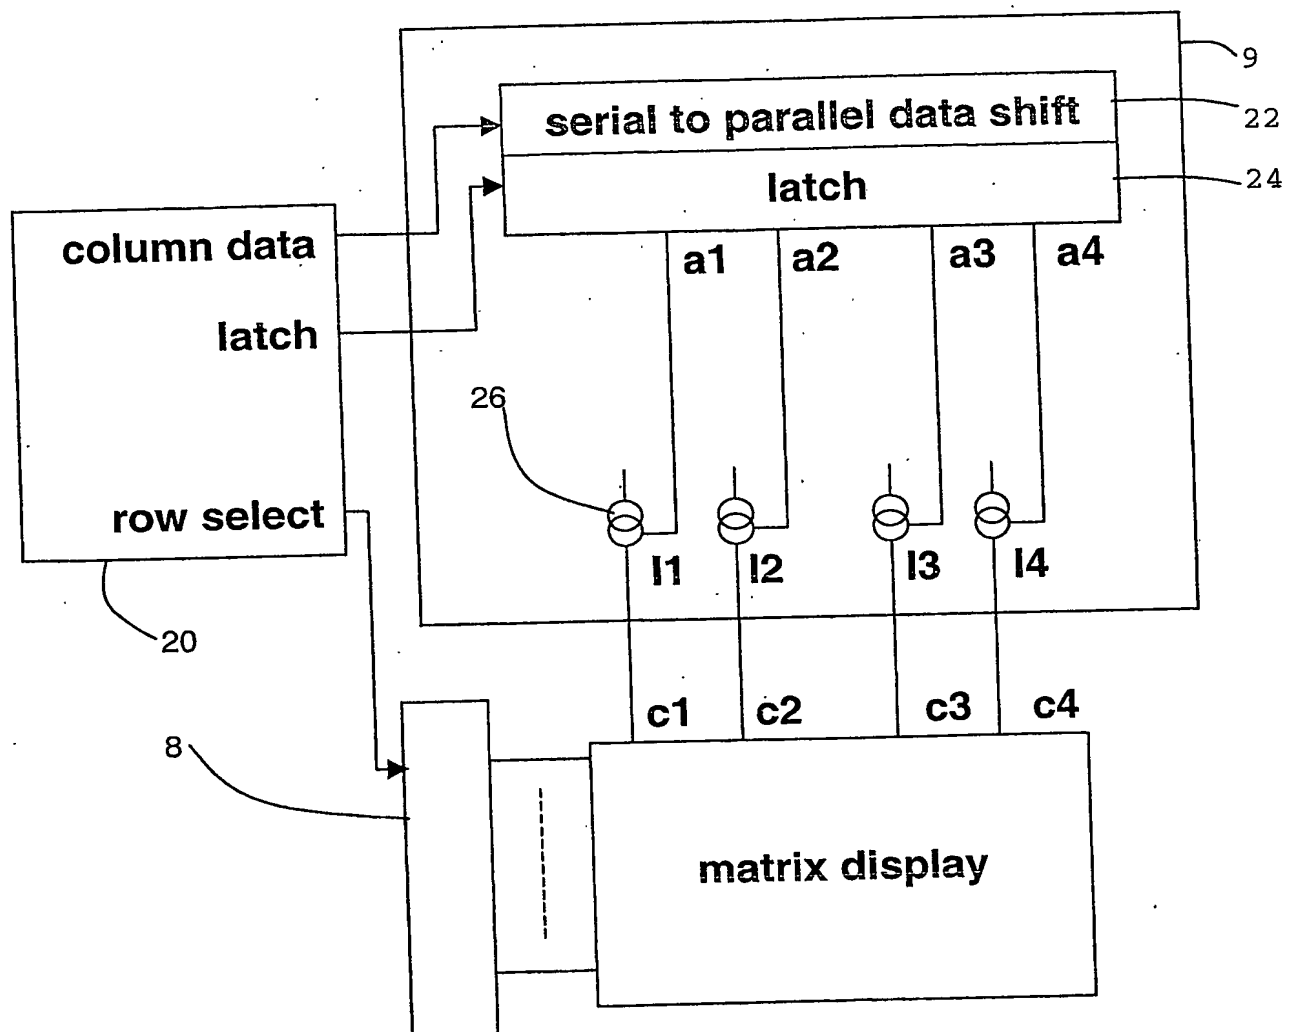 9
serial to parallel data shift
22
latch
24
column data
a1 a2 a3 a4
latch
26
row select
I1 I2 I3 I4
20
c1 c2 c3 c4
8
matrix display